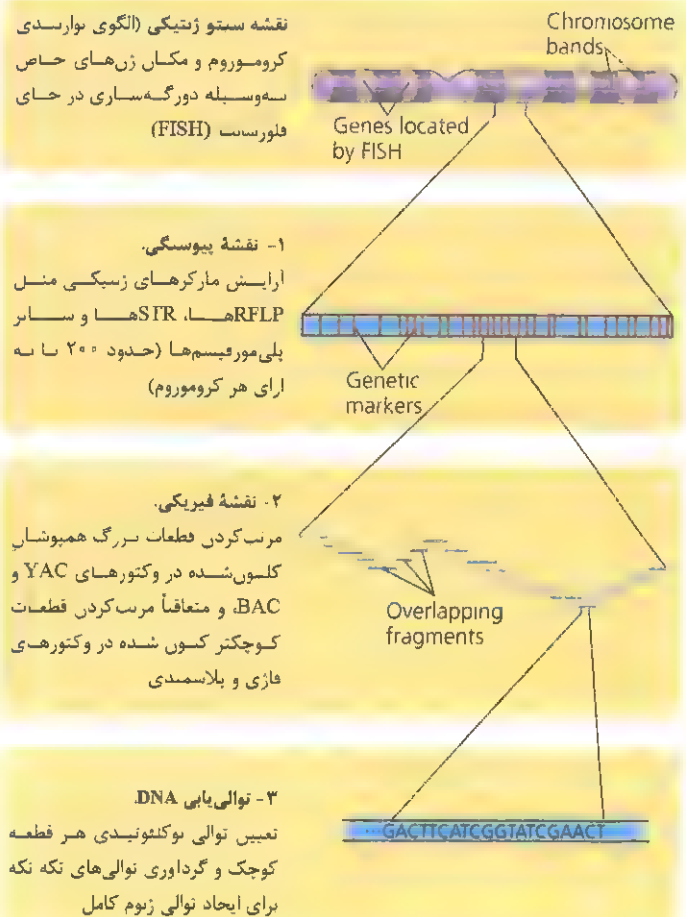 نقشه سیتو ژنتیکی (الگوی نواربندی
کروموزوم و مکان ژن‌های خاص
به‌وسیله دورگه‌سازی در جای
فلورسنت (FISH)
Chromosome
bands
Genes located
by FISH
۱- نقشهٔ پیوستگی.
آرایش مارکرهای ژنتیکی مثل
RFLPها، STRها و سایر
پلی‌مورفیسم‌ها (حدود ۲۰۰ تا به
ازای هر کروموزوم)
Genetic
markers
۲- نقشهٔ فیزیکی.
مرتب‌کردن قطعات بزرگ همپوشان
کلون‌شده در وکتورهای YAC و
BAC، و متعاقباً مرتب‌کردن قطعات
کوچکتر کلون شده در وکتورهای
فاژی و پلاسمیدی
Overlapping
fragments
۳- توالی‌یابی DNA.
تعیین توالی نوکلئوتیدی هر قطعه
کوچک و گرداوری توالی‌های تکه تکه
برای ایجاد توالی ژنوم کامل
GACTTCATCGGTATCGAACT